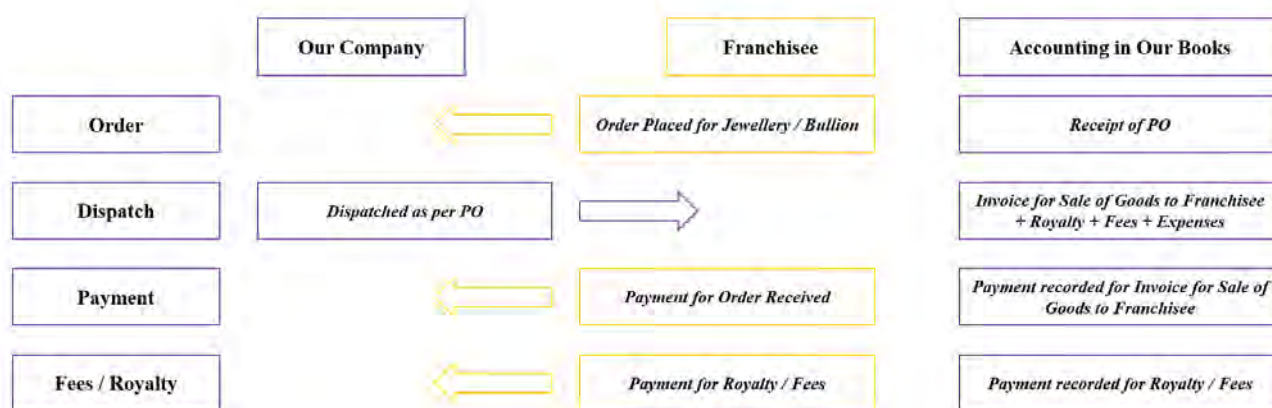 Our Company
Franchisee
Accounting in Our Books
Order
Order Placed for Jewellery / Bullion
Receipt of PO
Dispatch
Dispatched as per PO
Invoice for Sale of Goods to Franchisee
+ Royalty + Fees + Expenses
Payment
Payment for Order Received
Payment recorded for Invoice for Sale of
Goods to Franchisee
Fees / Royalty
Payment for Royalty / Fees
Payment recorded for Royalty / Fees